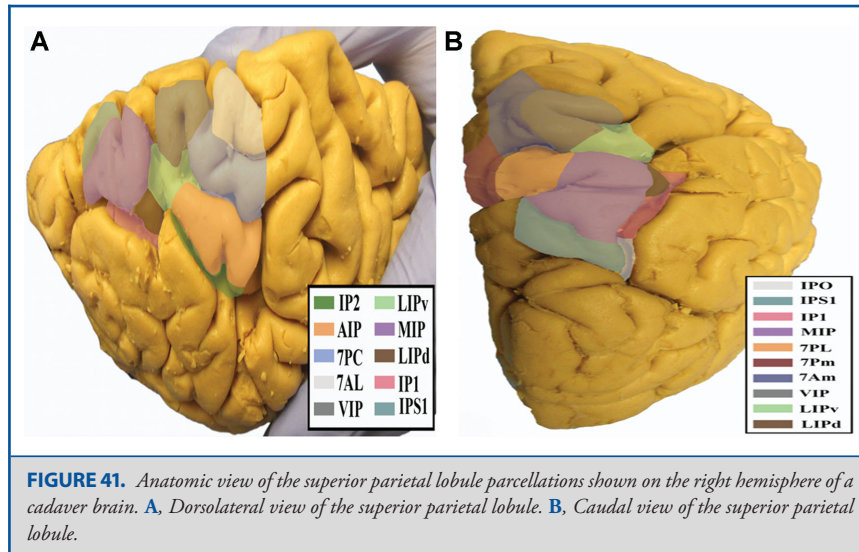 A
B
IP2 LIPv
AIP MIP
7PC LIPd
7AL IP1
VIP IPS1
IPO
IPS1
IP1
MIP
7PL
7Pm
7Am
VIP
LIPv
LIPd
FIGURE 41. Anatomic view of the superior parietal lobule parcellations shown on the right hemisphere of a
cadaver brain. A, Dorsolateral view of the superior parietal lobule. B, Caudal view of the superior parietal
lobule.